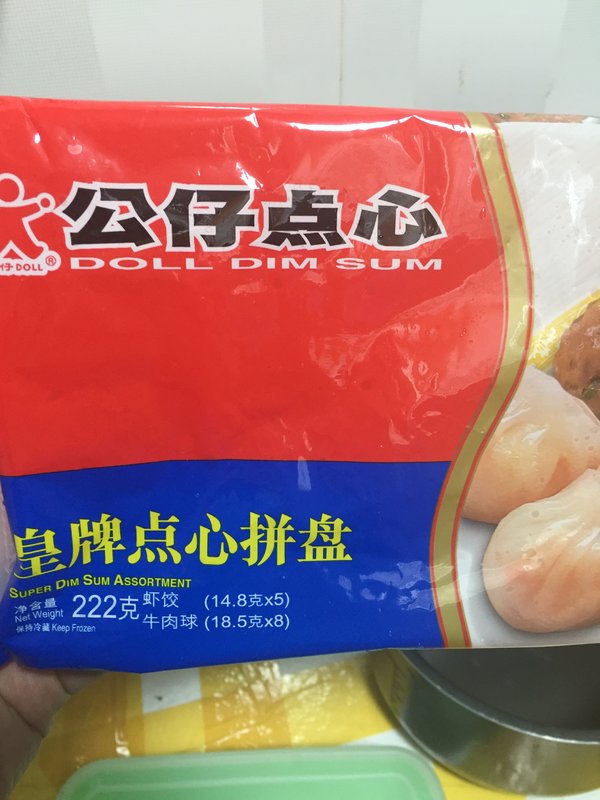 公仔点心
仔 DOLL®
DOLL DIM SUM
皇牌点心拼盘
SUPER DIM SUM ASSORTMENT
净含量 222克 虾饺 (14.8克x5)
Net Weight 牛肉球 (18.5克x8)
保持冷藏 Keep Frozen